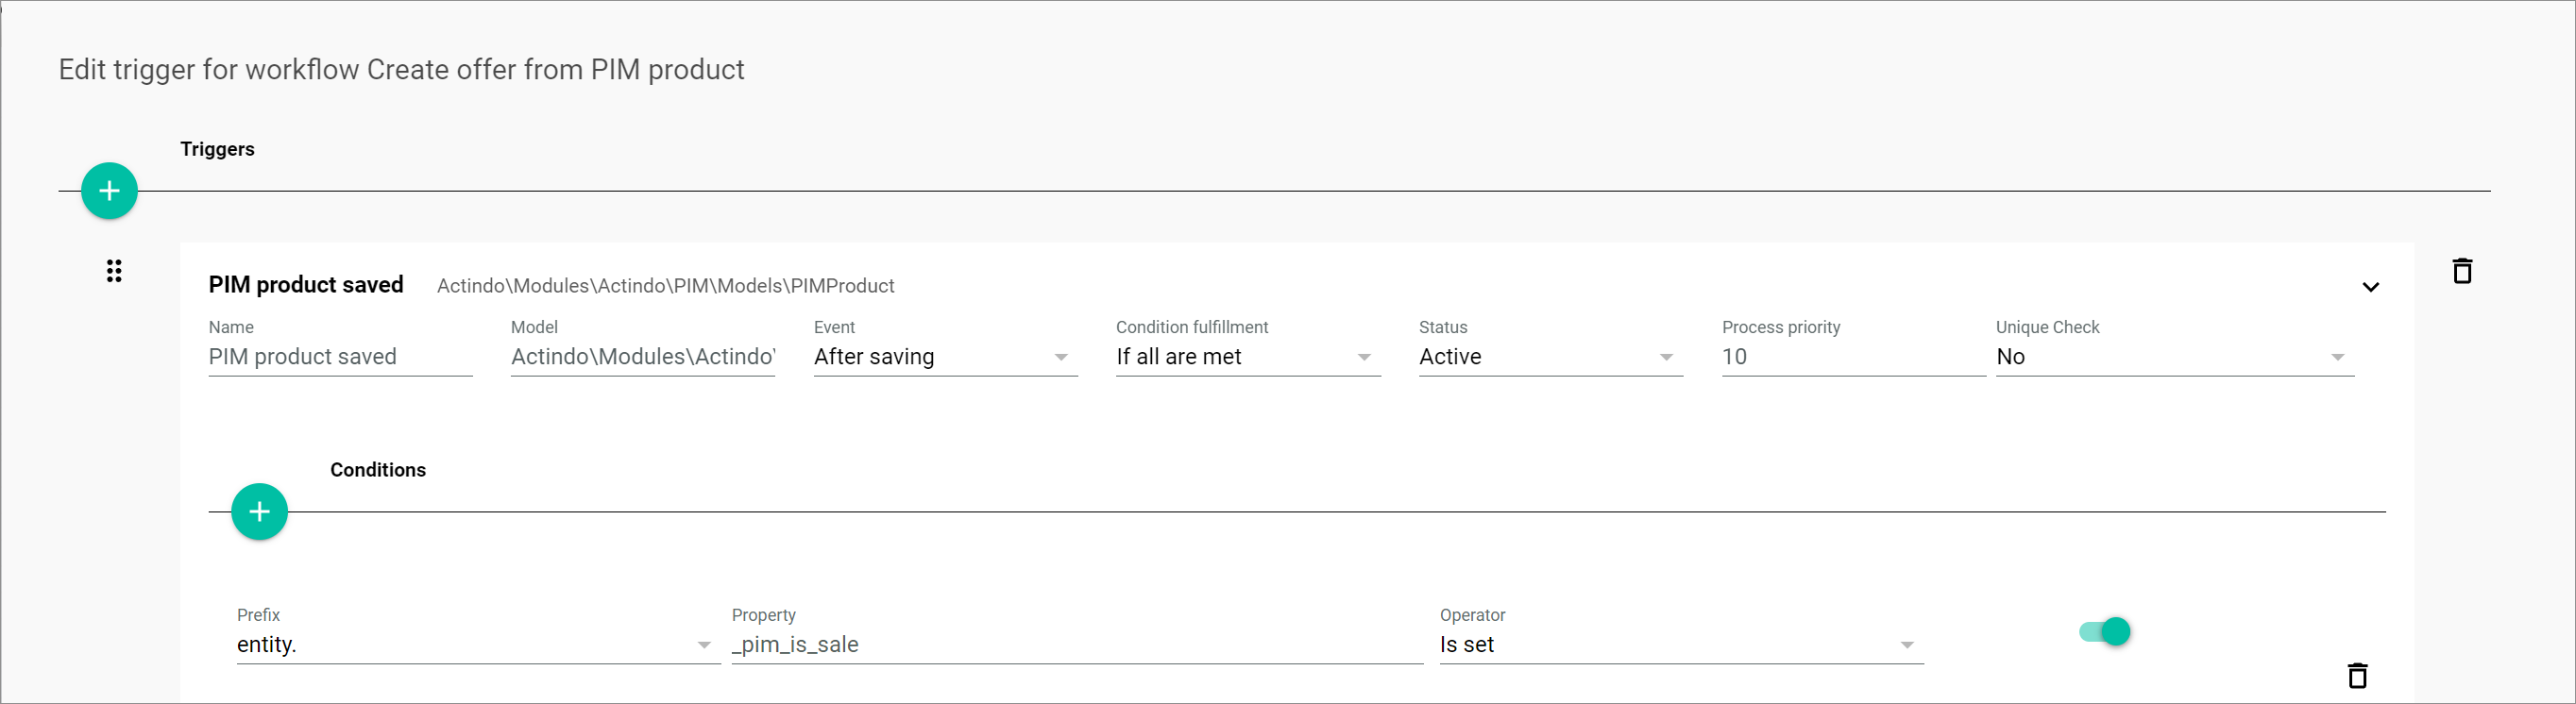 Edit trigger for workflow Create offer from PIM product
Triggers
PIM product saved Actindo\Modules\Actindo\PIM\Models\PIMProduct
Name Model Event Condition fulfillment Status Process priority Unique Check
PIM product saved Actindo\Modules\Actindo\ After saving If all are met Active 10 No
Conditions
Prefix Property Operator
entity. _pim_is_sale Is set